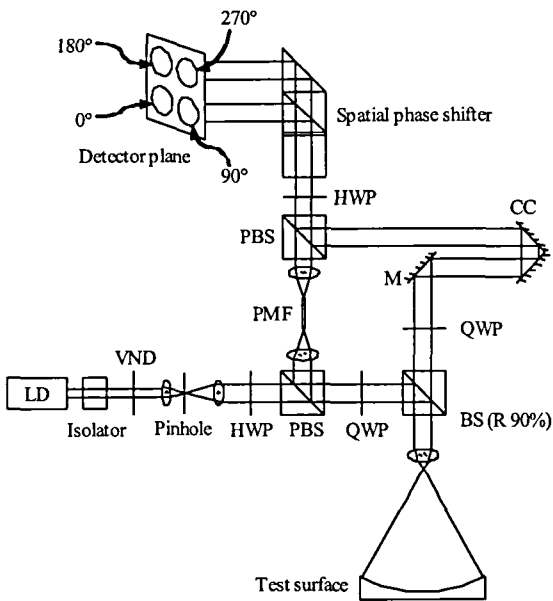 270°
180°
0°
Detector plane
90°
Spatial phase shifter
HWP
PBS
CC
M
PMF
QWP
VND
LD
Isolator
Pinhole
HWP
PBS
QWP
BS (R 90%)
Test surface